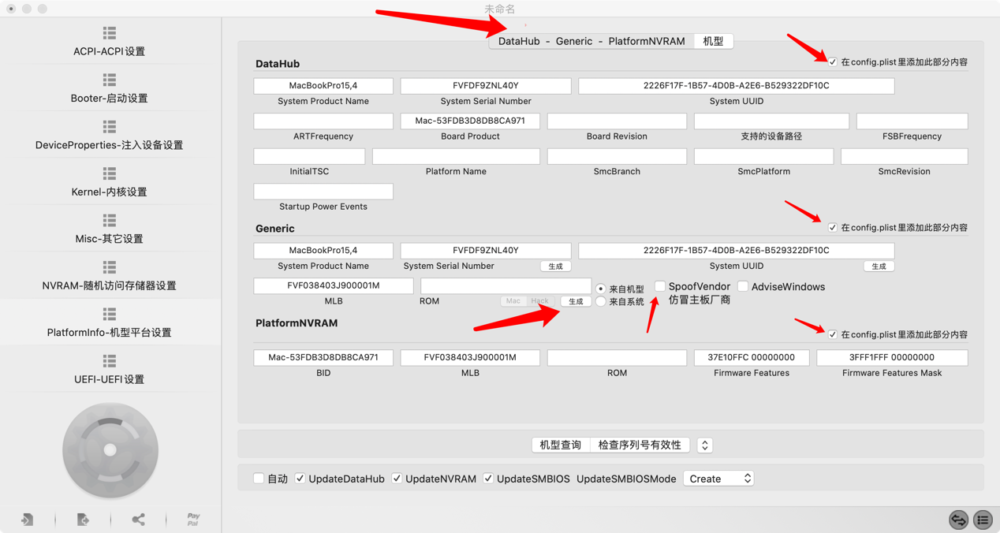 未命名
ACPI-ACPI设置
Booter-启动设置
DeviceProperties-注入设备设置
Kernel-内核设置
Misc-其它设置
NVRAM-随机访问存储器设置
PlatformInfo-机型平台设置
UEFI-UEFI设置
Pay
Pal
DataHub - Generic - PlatformNVRAM 机型
DataHub 在config.plist里添加此部分内容
MacBookPro15,4 FVFDF9ZNL40Y 2226F17F-1B57-4D0B-A2E6-B529322DF10C
System Product Name System Serial Number System UUID
Mac-53FDB3D8DB8CA971
ARTFrequency Board Product Board Revision 支持的设备路径 FSBFrequency
InitialTSC Platform Name SmcBranch SmcPlatform SmcRevision
Startup Power Events
Generic 在config.plist里添加此部分内容
MacBookPro15,4 FVFDF9ZNL40Y 2226F17F-1B57-4D0B-A2E6-B529322DF10C
System Product Name System Serial Number 生成 System UUID 生成
FVF038403J900001M 来自机型 SpoofVendor AdviseWindows
MLB ROM Mac Hack 生成 来自系统 仿冒主板厂商
PlatformNVRAM 在config.plist里添加此部分内容
Mac-53FDB3D8DB8CA971 FVF038403J900001M 37E10FFC 00000000 3FFF1FFF 00000000
BID MLB ROM Firmware Features Firmware Features Mask
机型查询 检查序列号有效性
自动 UpdateDataHub UpdateNVRAM UpdateSMBIOS UpdateSMBIOSMode Create